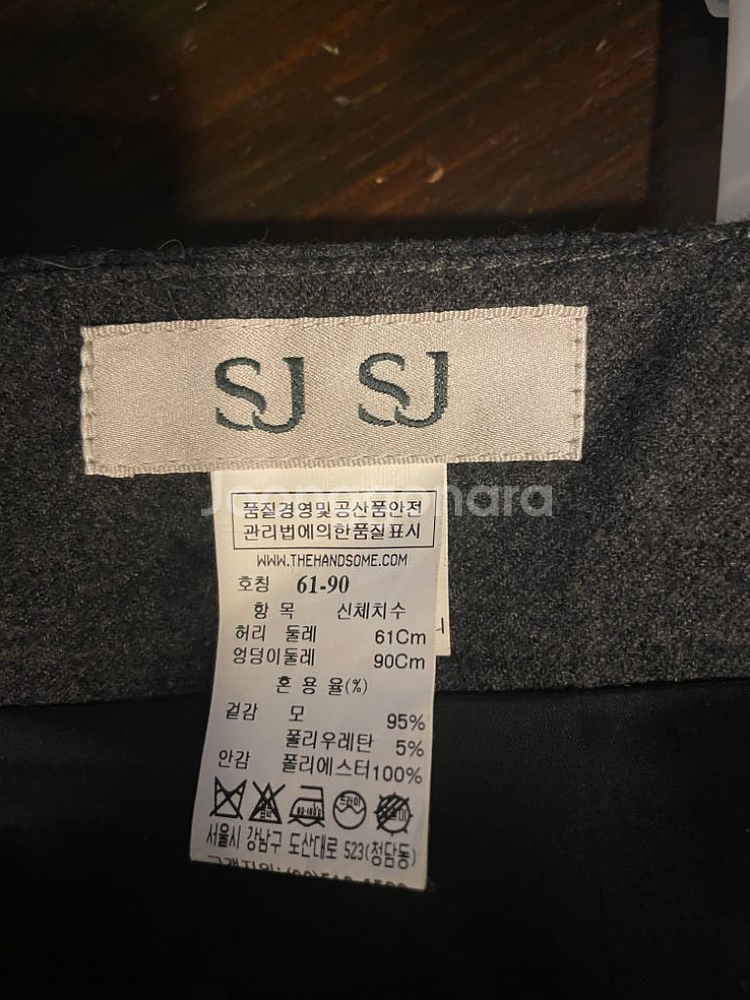 SJ SJ
Joonggonara
품질경영및공산품안전
관리법에의한품질표시
WWW.THEHANDSOME.COM
호칭 61-90
항 목 신체치수
허리 둘레 61Cm
엉덩이둘레 90Cm
혼 용 율(%)
겉감 모 95%
폴리우레탄 5%
안감 폴리에스터100%
드라이
서울시 강남구 도산대로 523(청담동)